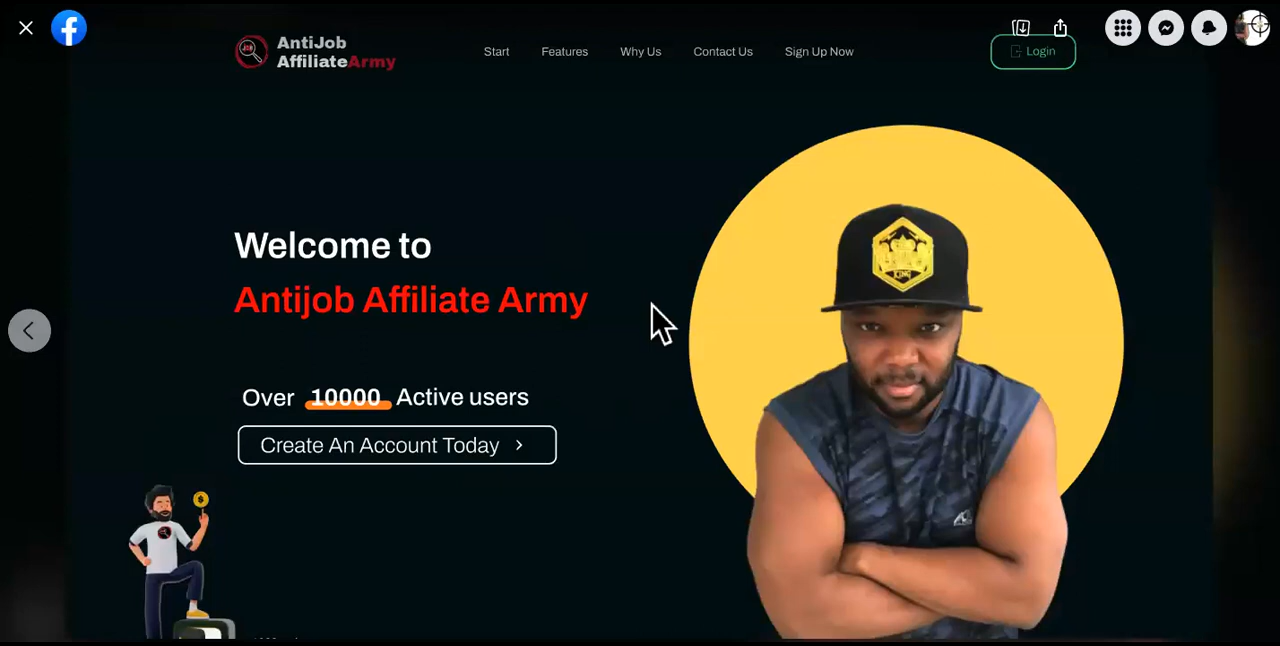 AntiJob
AffiliateArmy
Start
Features
Why Us
Contact Us
Sign Up Now
Login
Welcome to
Antijob Affiliate Army
Over 10000 Active users
Create An Account Today
KING